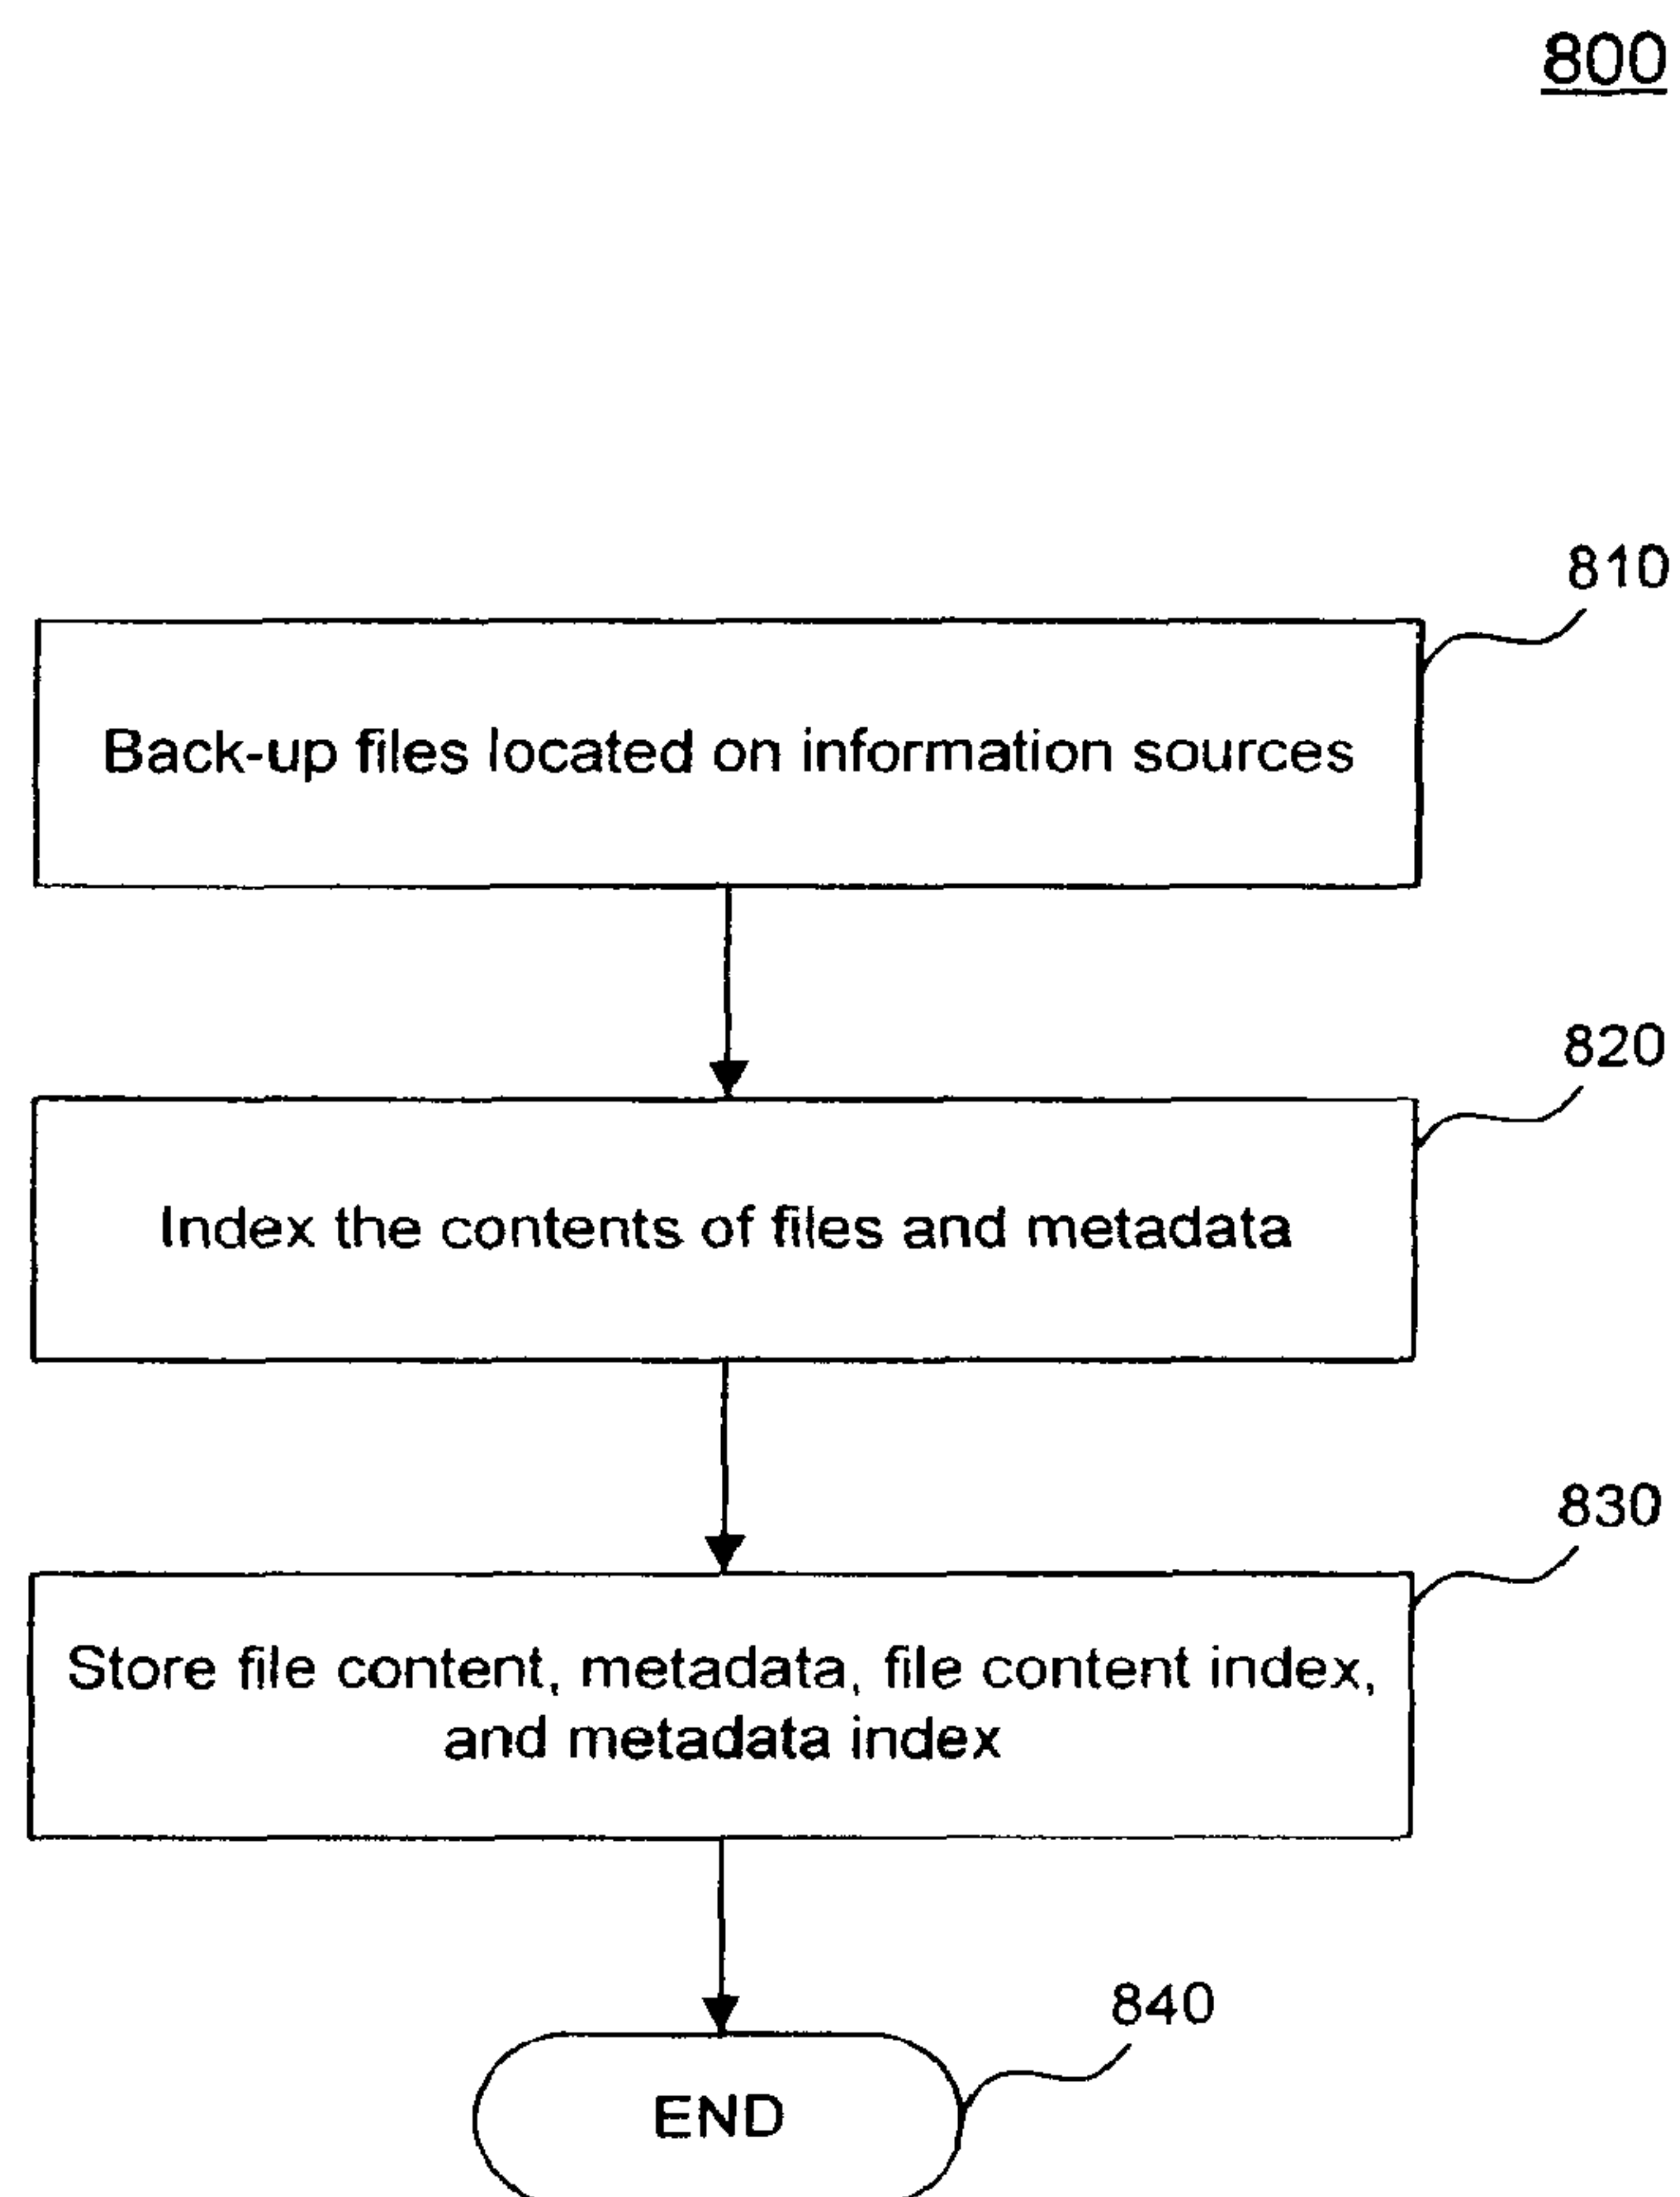 800
810
Back-up files located on information sources
820
Index the contents of files and metadata
830
Store file content, metadata, file content index,
and metadata index
840
END